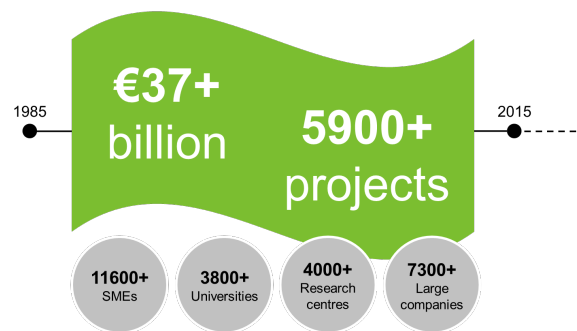 €37+
billion
1985
5900+
projects
2015
11600+
SMEs
3800+
Universities
4000+
Research
centres
7300+
Large
companies